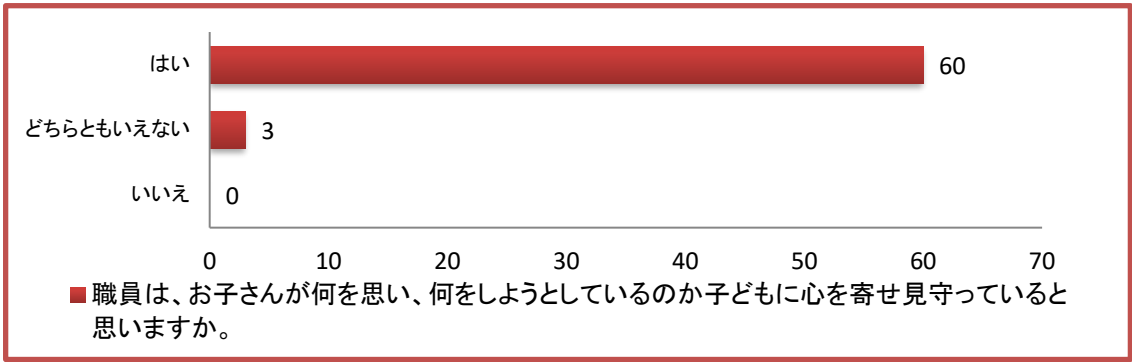 はい
60
どちらともいえない
3
いいえ
0
0 10 20 30 40 50 60 70
職員は、お子さんが何を思い、何をしようとしているのか子どもに心を寄せ見守っていると
思いますか。